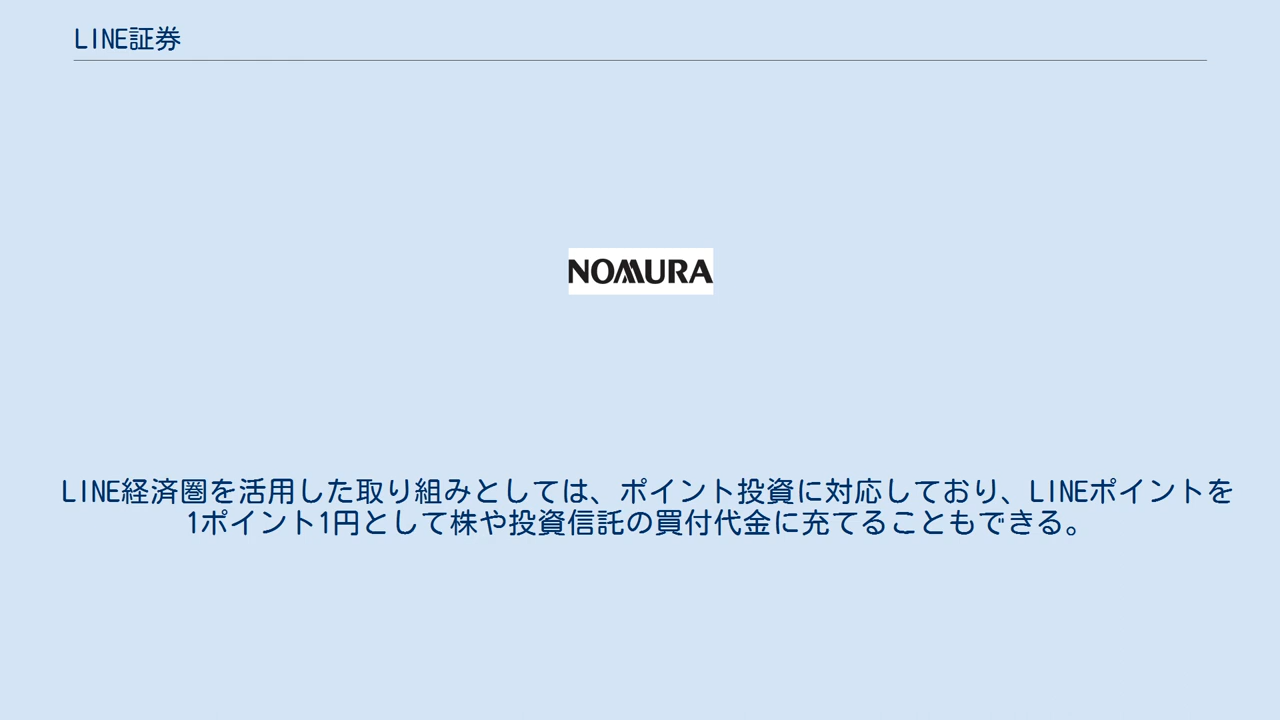 LINE証券
NOMURA
LINE経済圏を活用した取り組みとしては、ポイント投資に対応しており、LINEポイントを
1ポイント1円として株や投資信託の買付代金に充てることもできる。